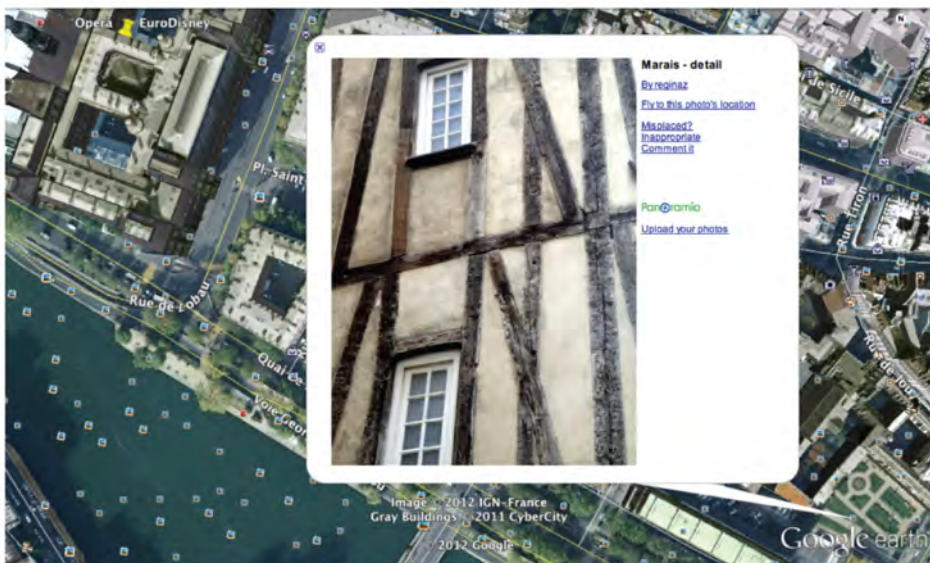 Opera
EuroDisney
N
Marais - detail
By reginaz
Fly to this photo's location
Misplaced?
Inappropriate
Comment it
de Sicile
Pl. Saint
Panoramio
Upload your photos
Rue Tiron
Rue de Lobau
Rue de Jouy
Quai
Voie Geor
Image © 2012 IGN-France
Gray Buildings © 2011 CyberCity
© 2012 Google
Google earth